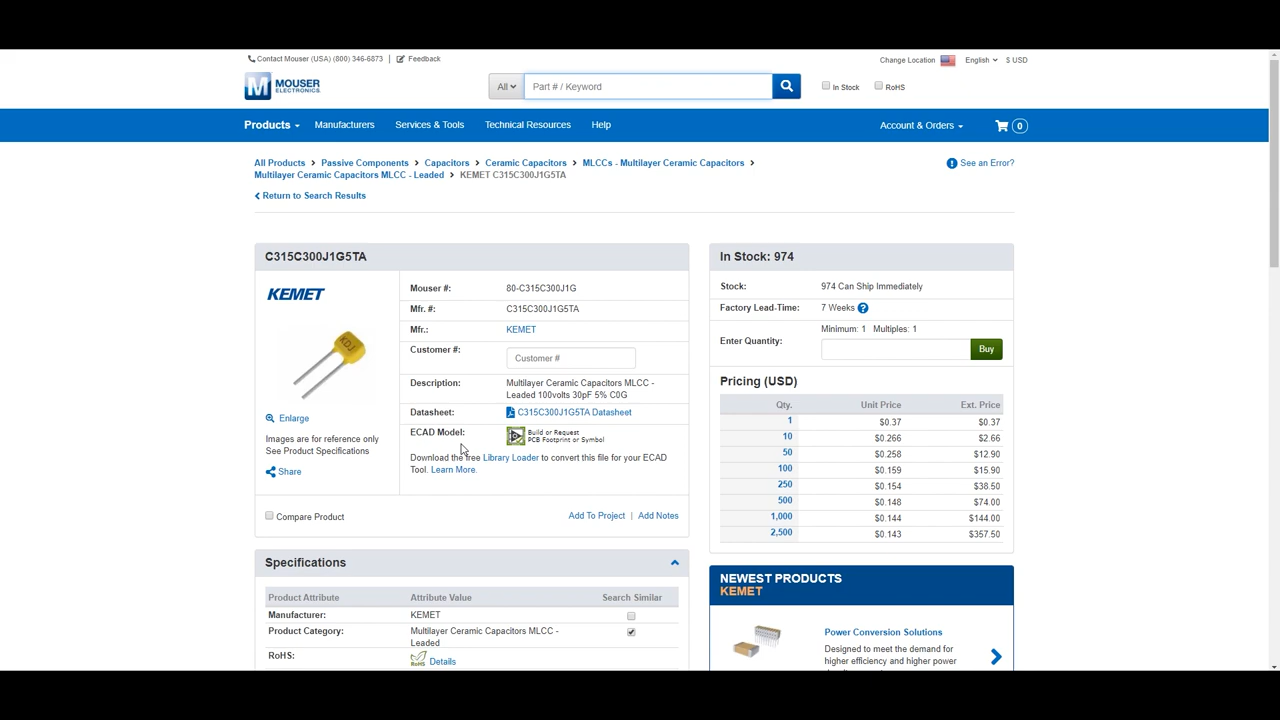 Contact Mouser (USA) (800) 346-6873 | Feedback
Change Location English $ USD
M MOUSER ELECTRONICS
All Part # / Keyword In Stock RoHS
Products Manufacturers Services & Tools Technical Resources Help Account & Orders 0
All Products > Passive Components > Capacitors > Ceramic Capacitors > MLCCs - Multilayer Ceramic Capacitors >
Multilayer Ceramic Capacitors MLCC - Leaded > KEMET C315C300J1G5TA
See an Error?
Return to Search Results
C315C300J1G5TA
KEMET
KDJ
Enlarge
Images are for reference only
See Product Specifications
Share
Mouser #: 80-C315C300J1G
Mfr. #: C315C300J1G5TA
Mfr.: KEMET
Customer #: Customer #
Description: Multilayer Ceramic Capacitors MLCC -
Leaded 100volts 30pF 5% C0G
Datasheet: C315C300J1G5TA Datasheet
ECAD Model: Build or Request
PCB Footprint or Symbol
Download the free Library Loader to convert this file for your ECAD
Tool. Learn More.
Compare Product Add To Project | Add Notes
In Stock: 974
Stock: 974 Can Ship Immediately
Factory Lead-Time: 7 Weeks ?
Minimum: 1 Multiples: 1
Enter Quantity: Buy
Pricing (USD)
Qty. Unit Price Ext. Price
1 $0.37 $0.37
10 $0.266 $2.66
50 $0.258 $12.90
100 $0.159 $15.90
250 $0.154 $38.50
500 $0.148 $74.00
1,000 $0.144 $144.00
2,500 $0.143 $357.50
Specifications
Product Attribute Attribute Value Search Similar
Manufacturer: KEMET
Product Category: Multilayer Ceramic Capacitors MLCC -
Leaded
RoHS: RoHS Details
NEWEST PRODUCTS
KEMET
Power Conversion Solutions
Designed to meet the demand for
higher efficiency and higher power